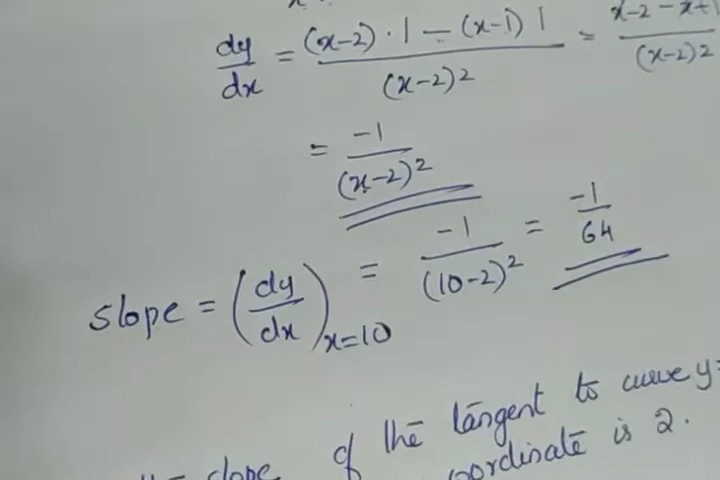 dy/dx = (x-2)·1 - (x-1)1 / (x-2)² = x-2-x+1 / (x-2)²
= -1 / (x-2)²
slope = (dy/dx)x=10 = -1 / (10-2)² = -1/64
slope of the tangent to curve y=
is 2.